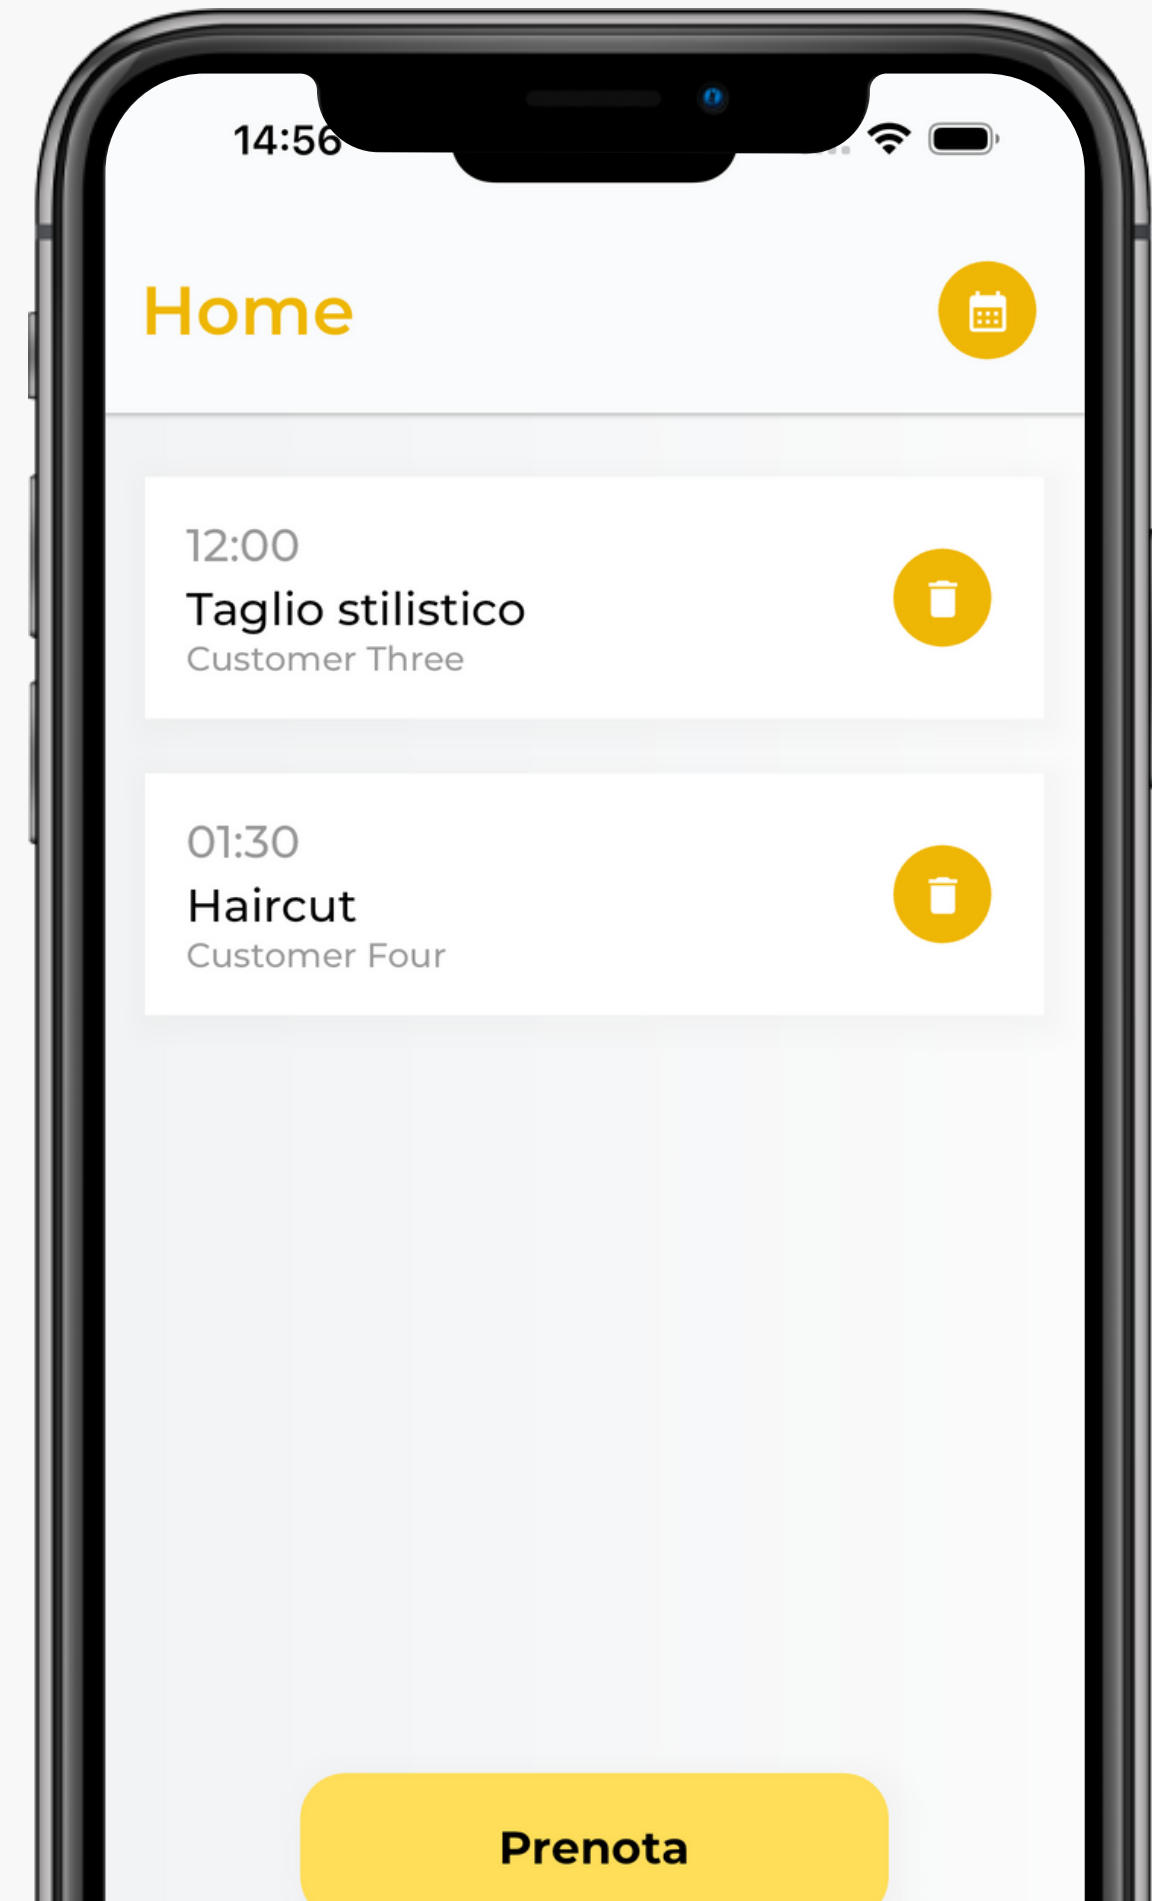 14:56
Home
12:00
Taglio stilistico
Customer Three
01:30
Haircut
Customer Four
Prenota